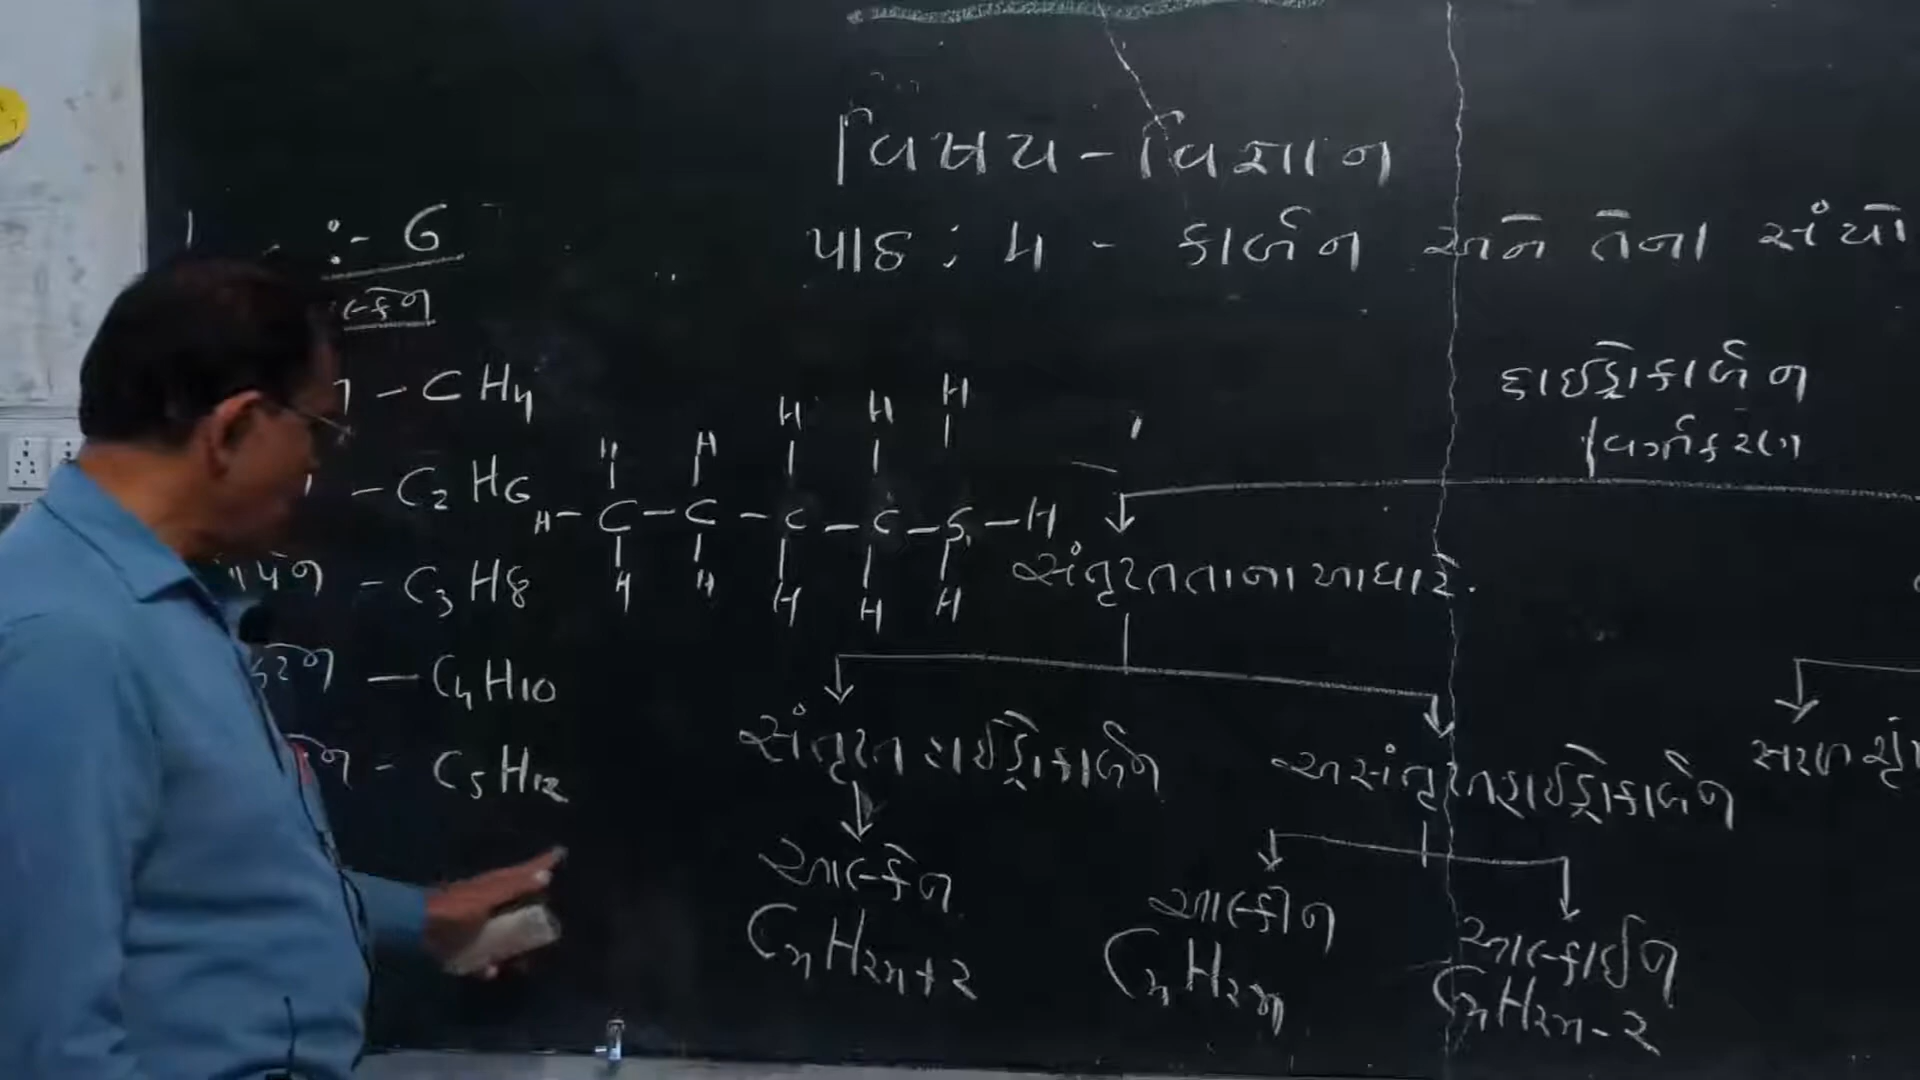 વિષય - વિજ્ઞાન
પાઠ : 4 - કાર્બન અને તેના સંયો
:- 6
લ્કેન
ન - CH4
- C2H6
પેન - C3H8
ટેન - C4H10
ન - C5H12
H H H H H
H - C - C - C - C - C - H
H H H H H
હાઈડ્રોકાર્બન
વર્ગીકરણ
સંતૃપ્તતાના આધારે.
સંતૃપ્ત હાઈડ્રોકાર્બન
અસંતૃપ્ત હાઈડ્રોકાર્બન
સરળ શૃં
આલ્કેન
CnH2n+2
આલ્કીન
CnH2n
આલ્કાઈન
CnH2n-2